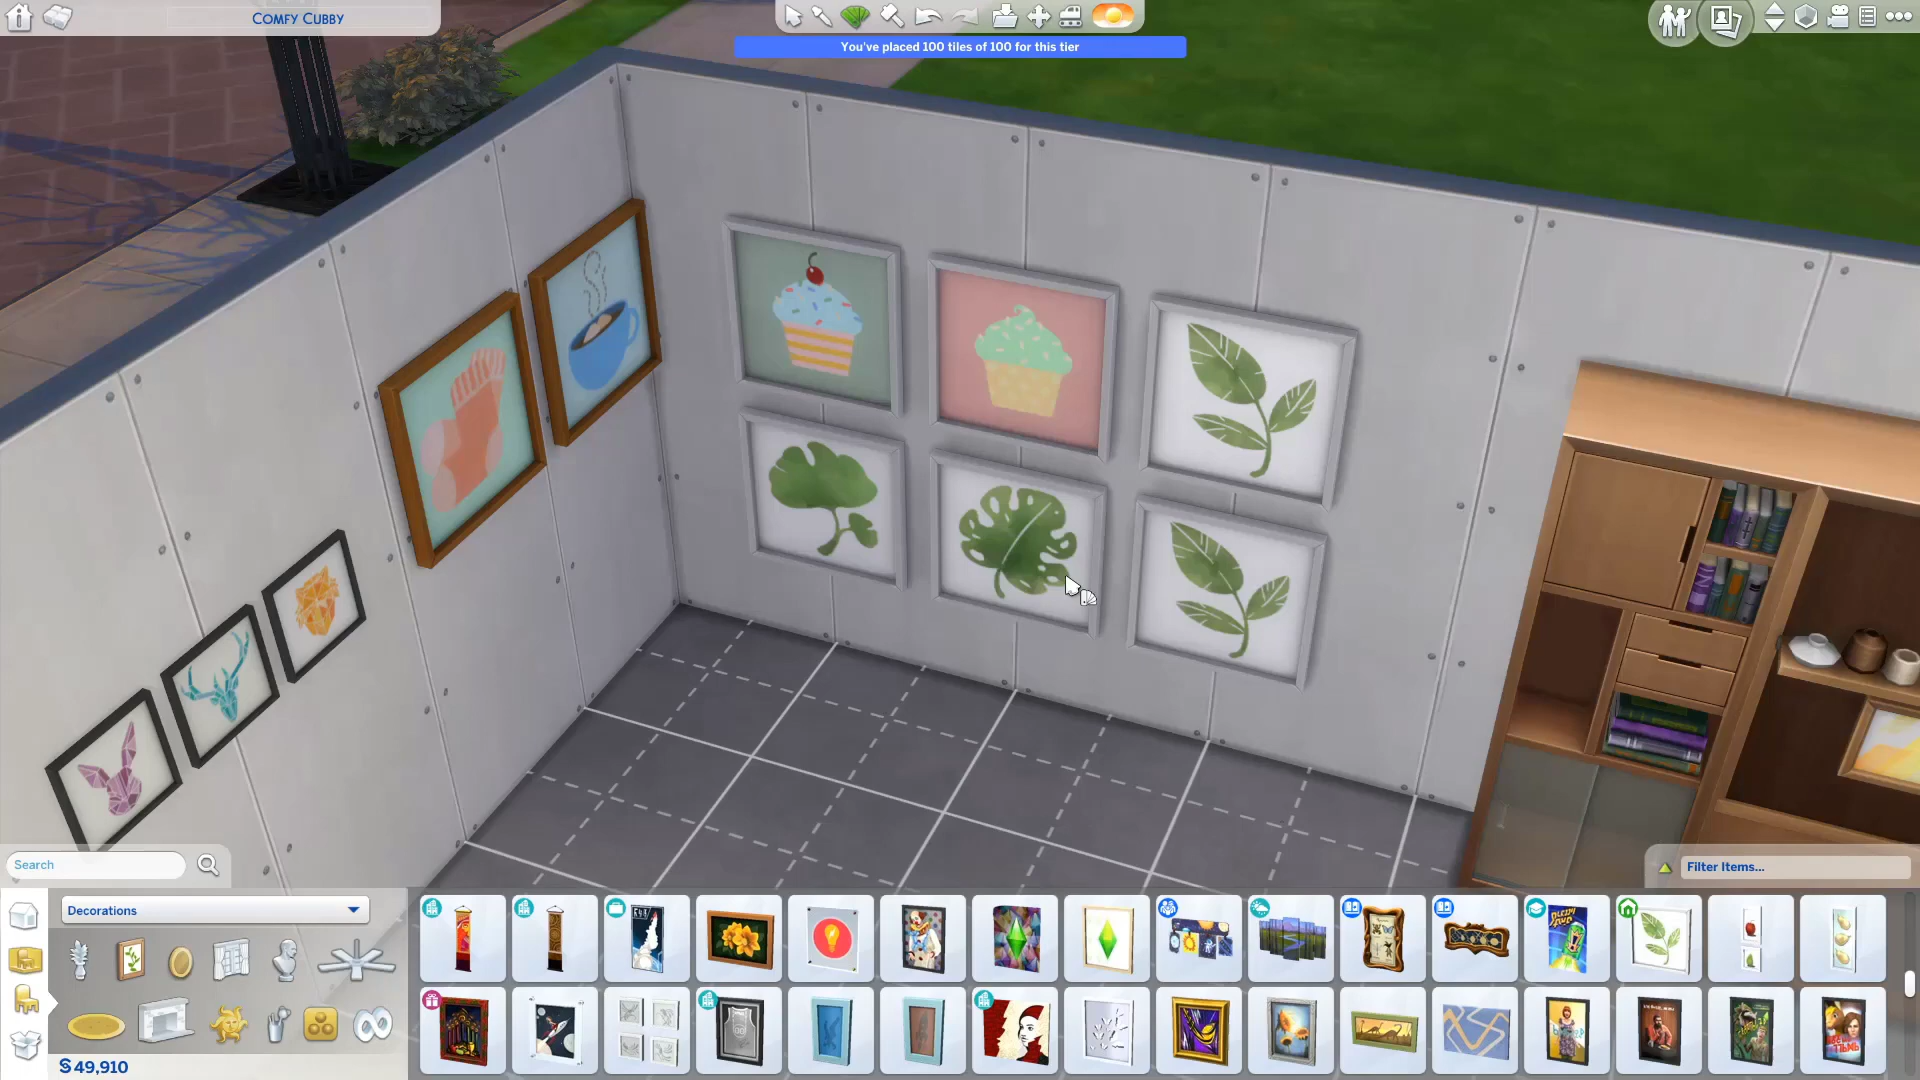 COMFY CUBBY
You've placed 100 tiles of 100 for this tier
Search
Filter Items...
Decorations
§49,910